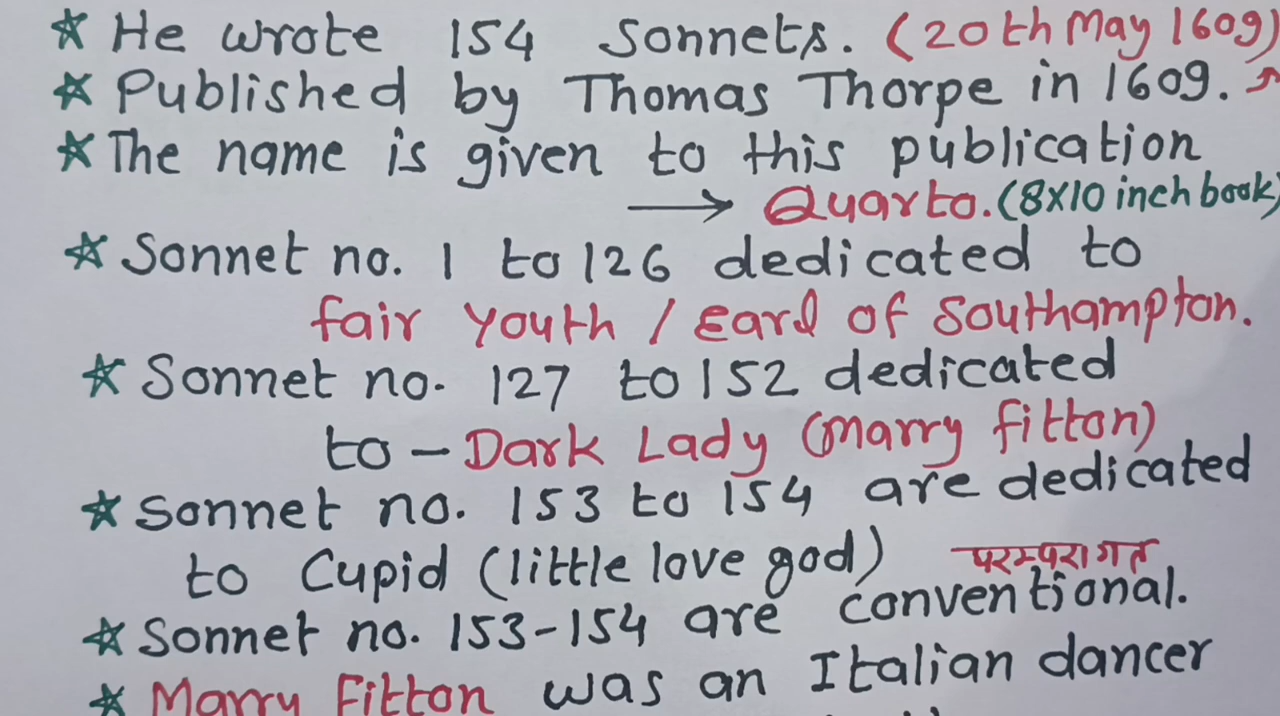 ☆ He wrote 154 Sonnets. (20th May 1609)
☆ Published by Thomas Thorpe in 1609.
☆ The name is given to this publication
→ Quarto. (8x10 inch book)
☆ Sonnet no. 1 to 126 dedicated to
fair youth / Earl of Southampton.
☆ Sonnet no. 127 to 152 dedicated
to – Dark Lady (Marry fitton)
☆ Sonnet no. 153 to 154 are dedicated
to Cupid (little love god) परम्परागत
☆ Sonnet no. 153-154 are conventional.
☆ Marry Fitton was an Italian dancer